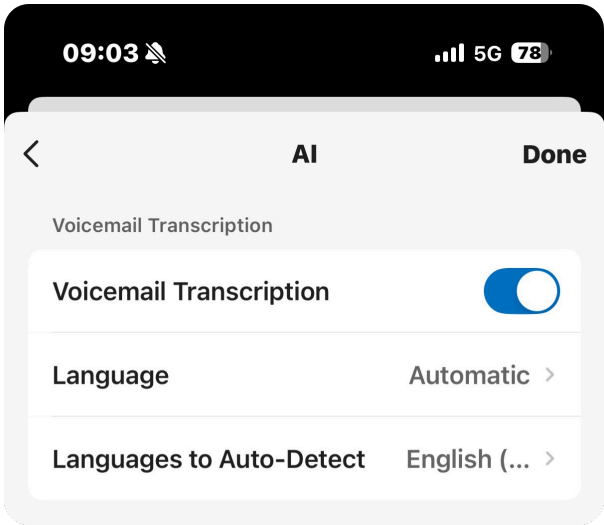 09:03 5G 78
AI Done
Voicemail Transcription
Voicemail Transcription
Language Automatic
Languages to Auto-Detect English (...